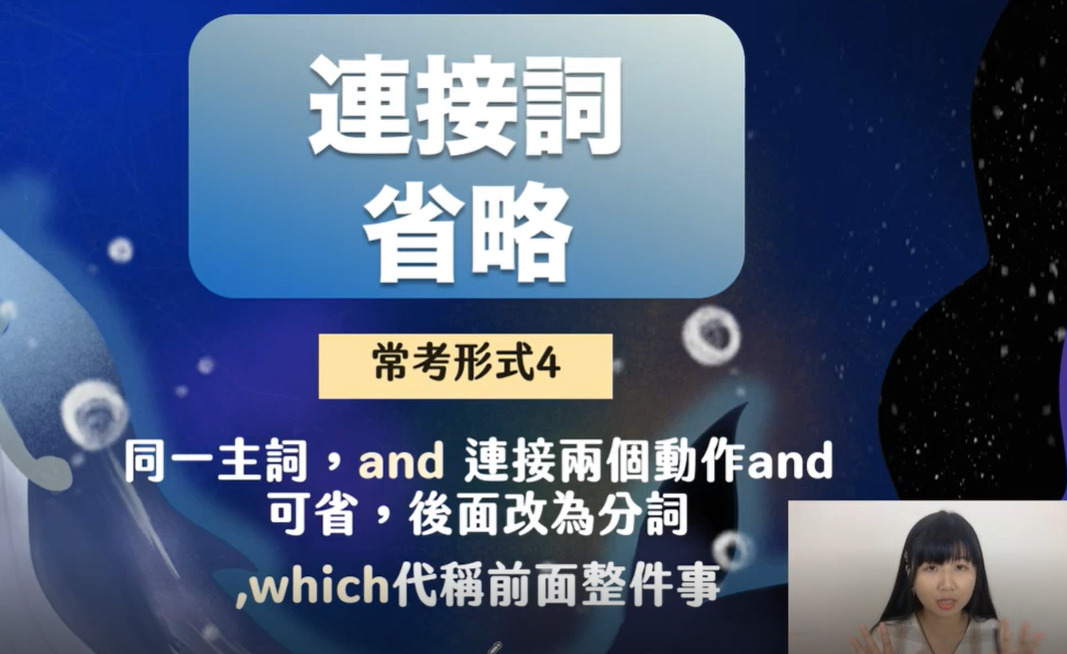 連接詞
省略
常考形式4
同一主詞，and 連接兩個動作and
可省，後面改為分詞
,which代稱前面整件事